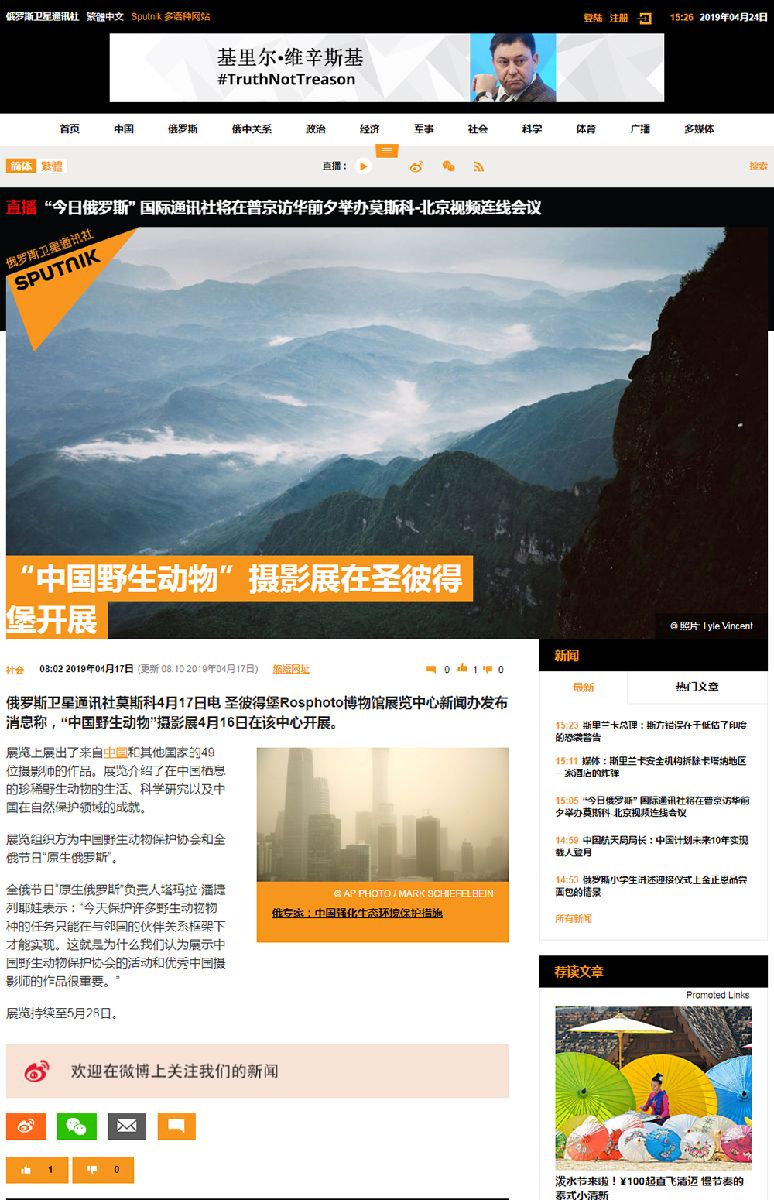 俄罗斯卫星通讯社 繁體中文 Sputnik 多语种网站
登陆 注册 15:26 2019年04月24日
基里尔·维辛斯基
#TruthNotTreason
首页 中国 俄罗斯 俄中关系 政治 经济 军事 社会 科学 体育 广播 多媒体
简体 繁體
直播：
搜索
直播 “今日俄罗斯” 国际通讯社将在普京访华前夕举办莫斯科-北京视频连线会议
俄罗斯卫星通讯社
SPUTNIK
“中国野生动物”摄影展在圣彼得
堡开展
© 照片: Lyle Vincent
社会 08:02 2019年04月17日 (更新 08:10 2019年04月17日) 缩短网址
0 1 0
俄罗斯卫星通讯社莫斯科4月17日电 圣彼得堡Rosphoto博物馆展览中心新闻办发布
消息称，“中国野生动物”摄影展4月16日在该中心开展。
展览上展出了来自中国和其他国家的49
位摄影师的作品。展览介绍了在中国栖息
的珍稀野生动物的生活、科学研究以及中
国在自然保护领域的成就。
展览组织方为中国野生动物保护协会和全
俄节日“原生俄罗斯”。
全俄节日“原生俄罗斯”负责人塔玛拉·潘捷
列耶娃表示：“今天保护许多野生动物物
种的任务只能在与邻国的伙伴关系框架下
才能实现。这就是为什么我们认为展示中
国野生动物保护协会的活动和优秀中国摄
影师的作品很重要。”
展览持续至5月26日。
© AP PHOTO / MARK SCHIEFELBEIN
俄专家：中国强化生态环境保护措施
欢迎在微博上关注我们的新闻
1 0
新闻
最新 热门文章
15:23 斯里兰卡总理：斯方错误在于低估了印度
的恐袭警告
15:11 媒体：斯里兰卡安全机构拆除卡塔纳地区
一家酒店的炸弹
15:05 “今日俄罗斯” 国际通讯社将在普京访华前
夕举办莫斯科-北京视频连线会议
14:59 中国航天局局长：中国计划未来10年实现
载人登月
14:53 俄罗斯小学生讲述迎接仪式上金正恩品尝
面包的情景
所有新闻
荐读文章
Promoted Links
泼水节来啦！¥100起直飞清迈 慢节奏的
泰式小清新